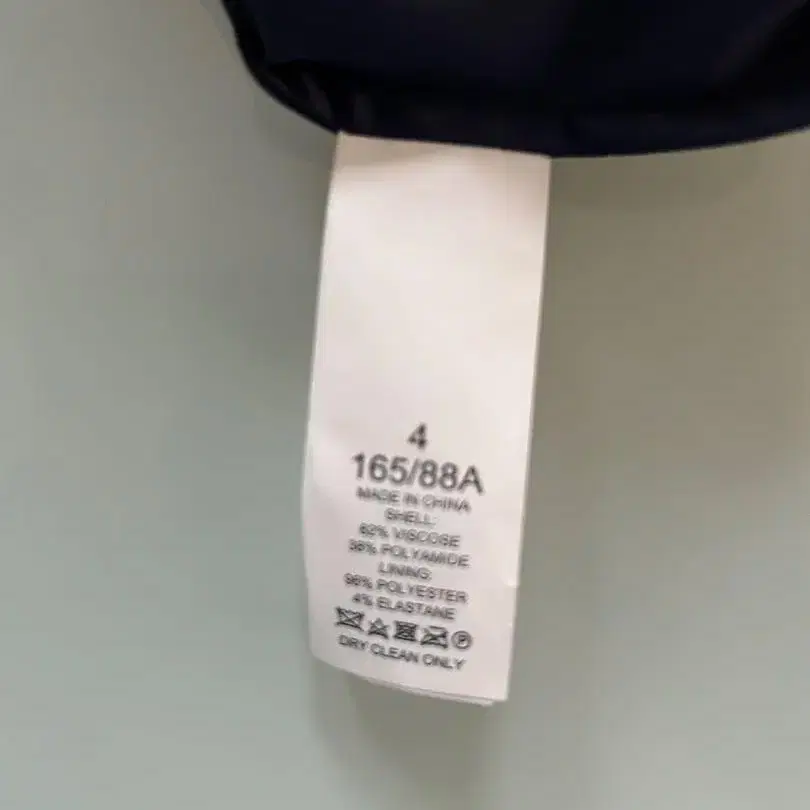 4
165/88A
MADE IN CHINA
SHELL:
62% VISCOSE
38% POLYAMIDE
LINING:
96% POLYESTER
4% ELASTANE
P
DRY CLEAN ONLY